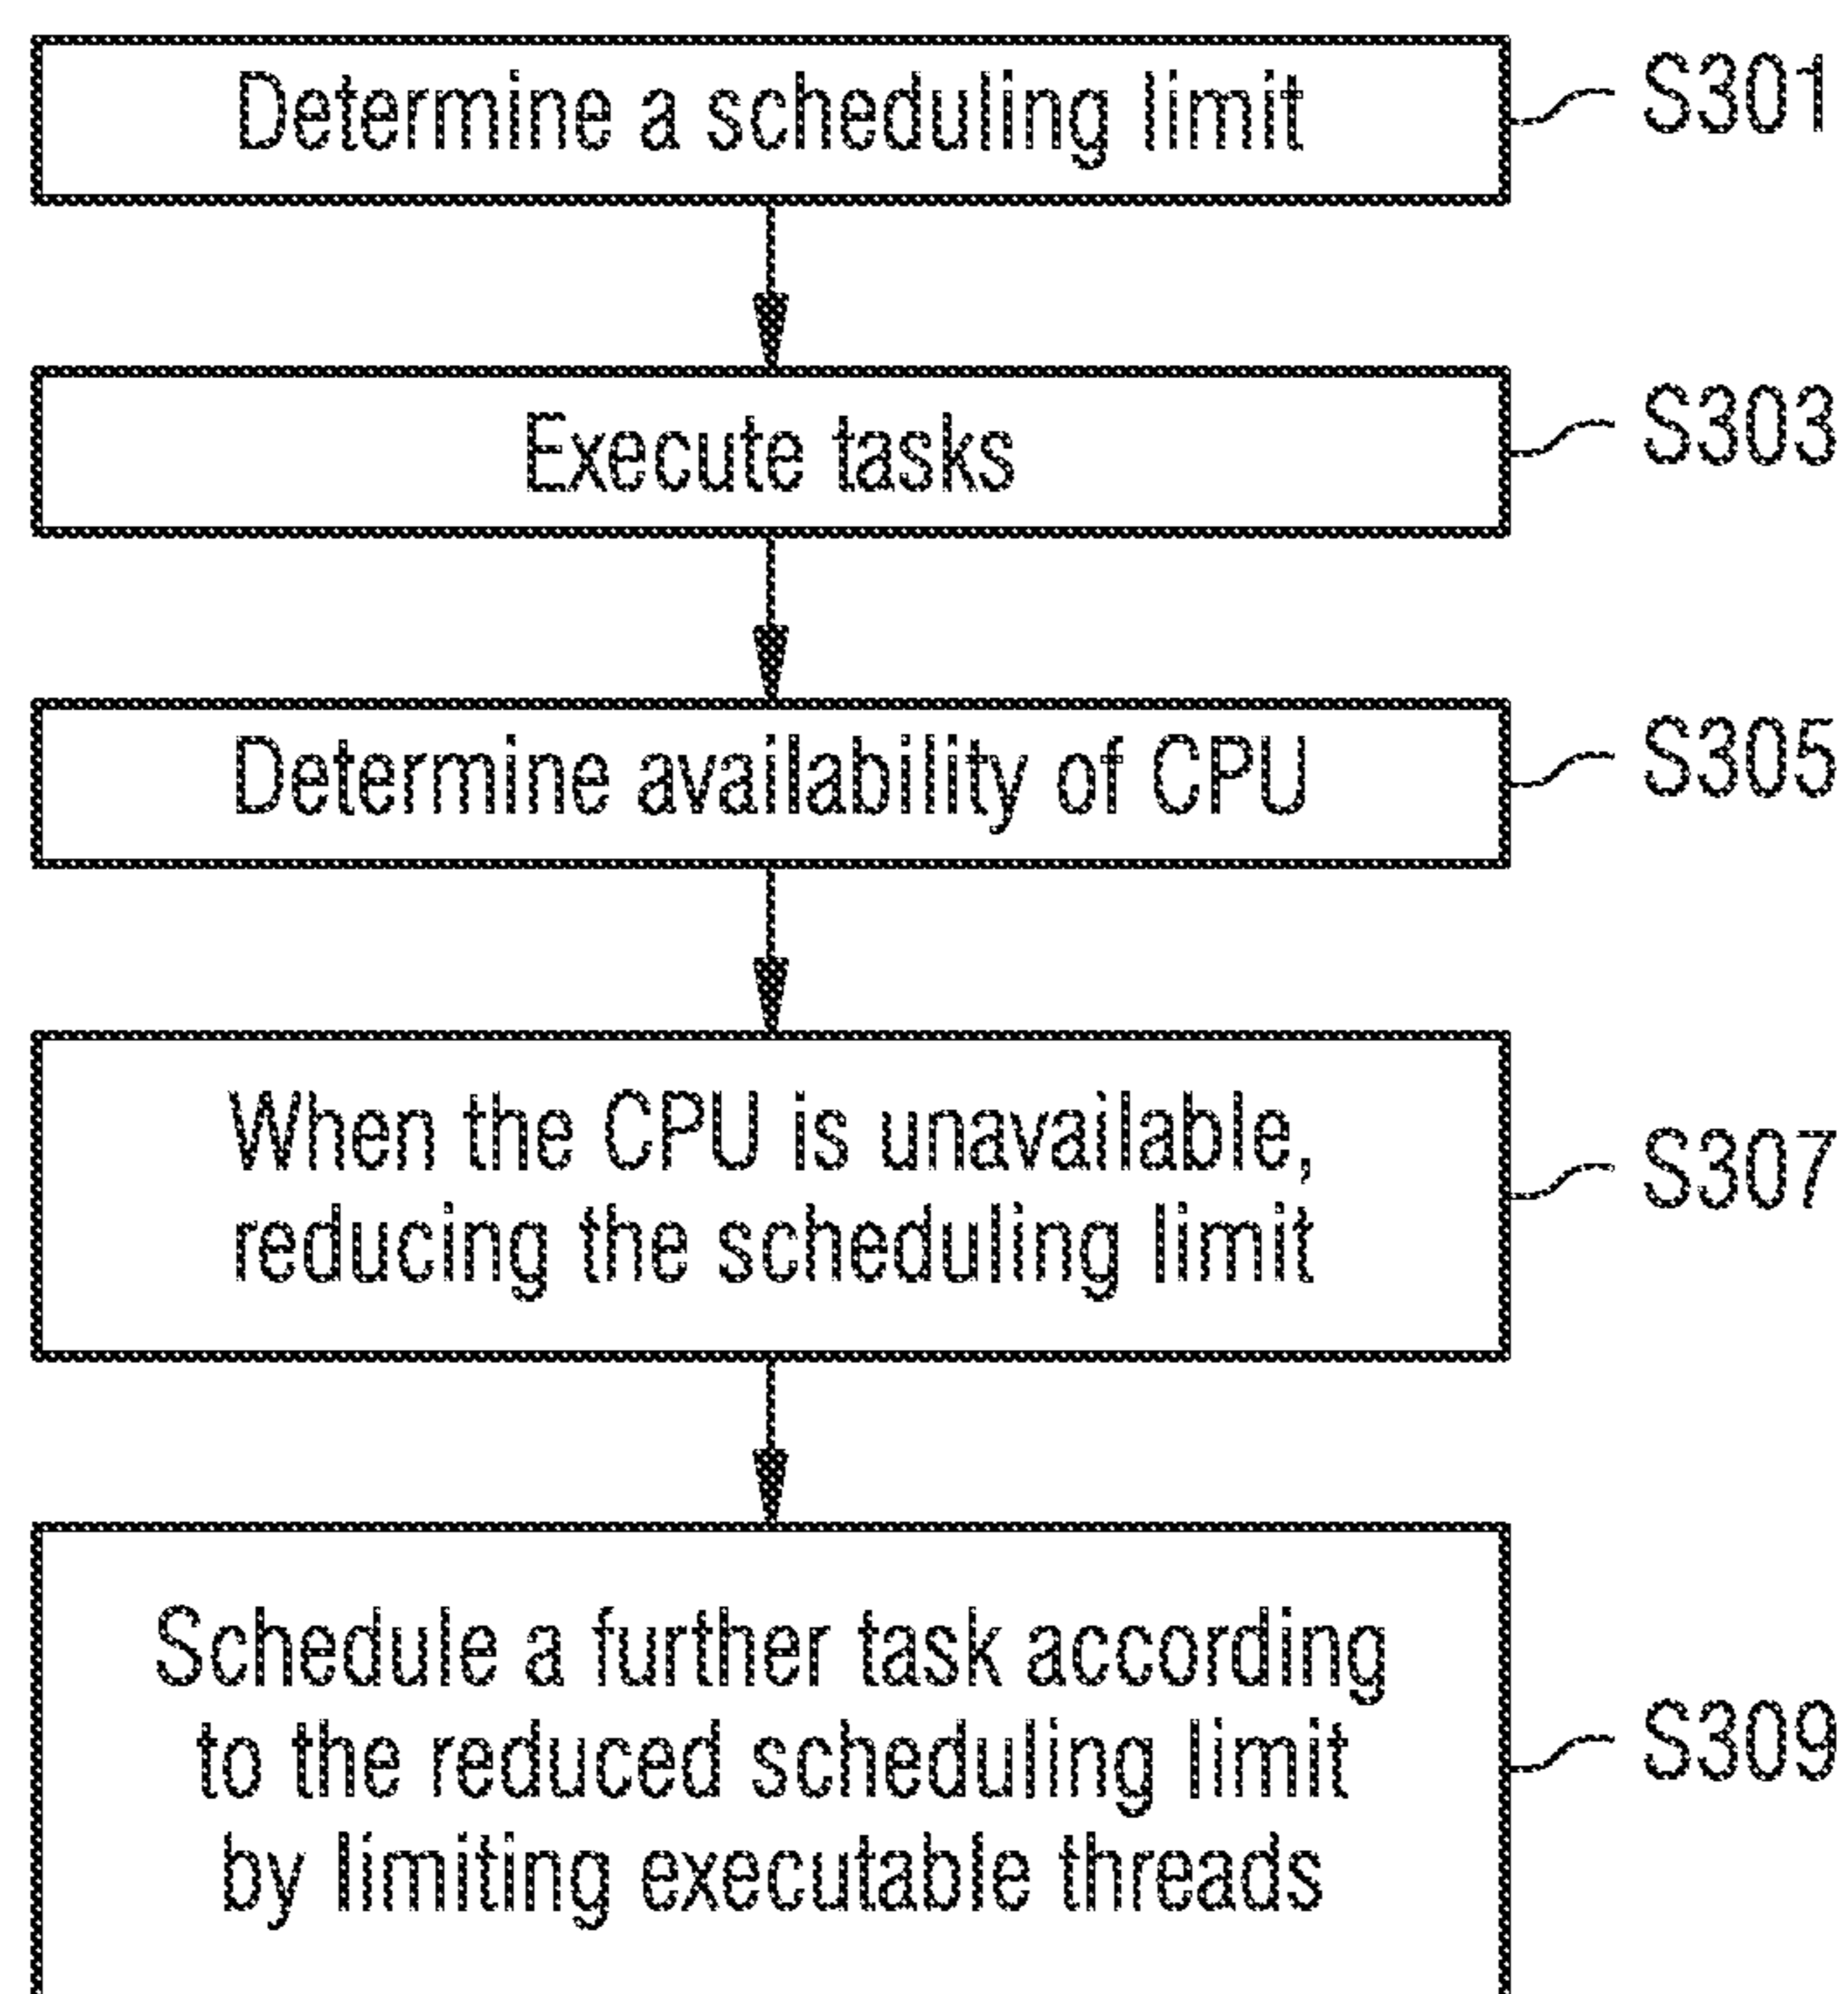 Determine a scheduling limit
S301
Execute tasks
S303
Determine availability of CPU
S305
When the CPU is unavailable,
reducing the scheduling limit
S307
Schedule a further task according
to the reduced scheduling limit
by limiting executable threads
S309